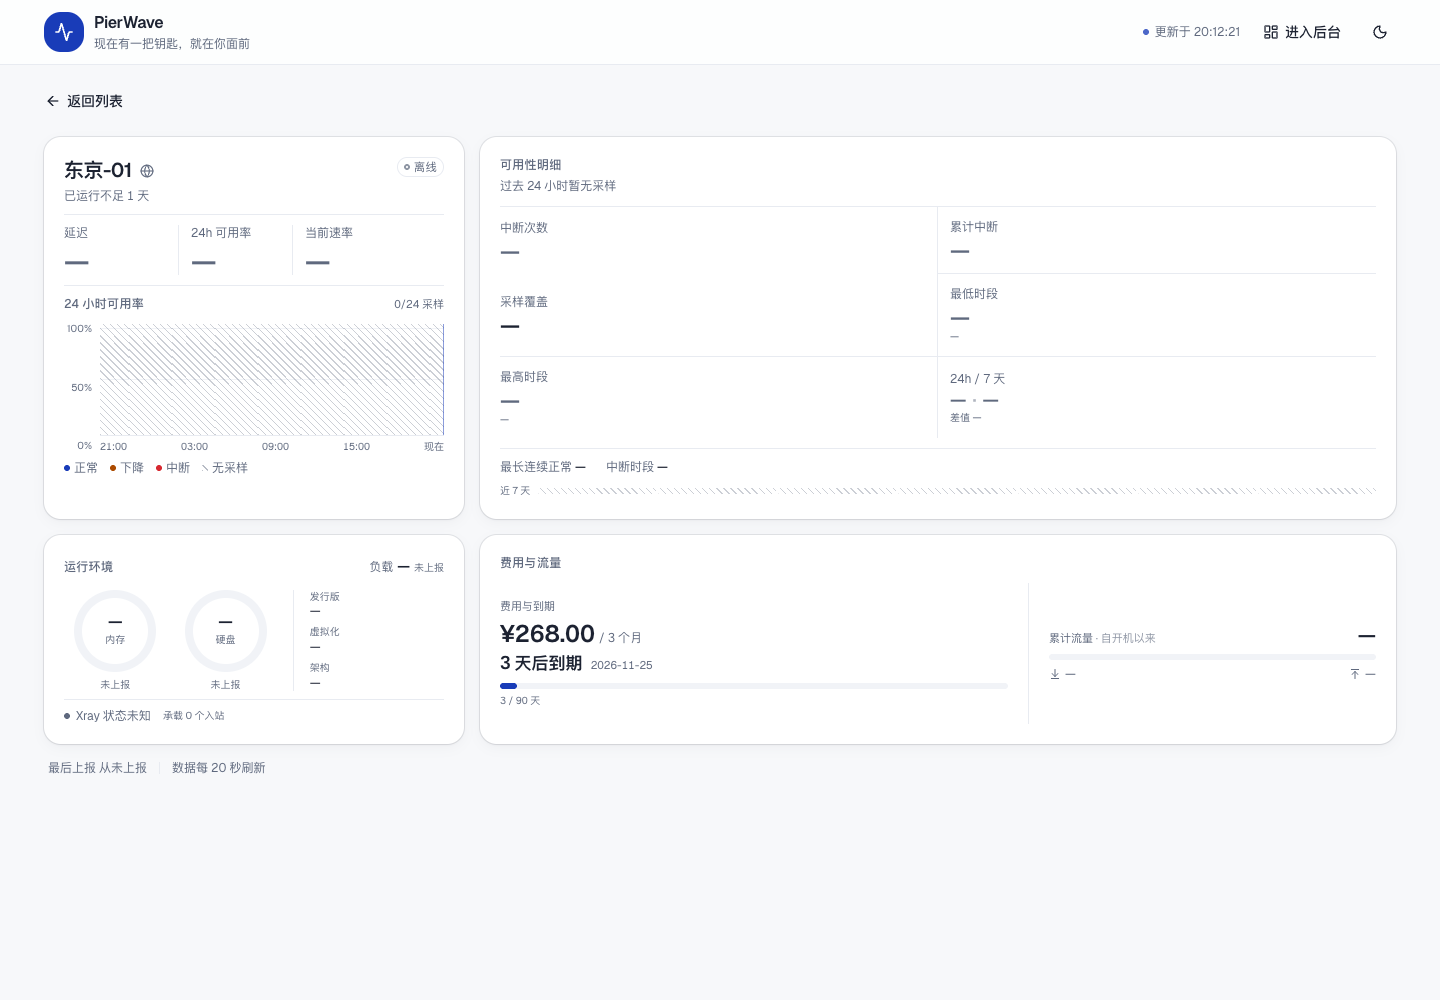 PierWave
现在有一把钥匙，就在你面前
更新于 20:12:21
进入后台
返回列表
东京-01
离线
已运行不足 1 天
延迟
—
24h 可用率
—
当前速率
—
24 小时可用率
0/24 采样
100%
50%
0%
21:00
03:00
09:00
15:00
现在
正常
下降
中断
无采样
可用性明细
过去 24 小时暂无采样
中断次数
—
累计中断
—
采样覆盖
—
最低时段
—
—
最高时段
—
—
24h / 7 天
— · —
差值 —
最长连续正常 —
中断时段 —
近 7 天
运行环境
负载 — 未上报
—
内存
未上报
—
硬盘
未上报
发行版
—
虚拟化
—
架构
—
Xray 状态未知
承载 0 个入站
费用与流量
费用与到期
¥268.00 / 3 个月
3 天后到期 2026-11-25
3 / 90 天
累计流量 · 自开机以来
—
—
—
最后上报 从未上报
数据每 20 秒刷新